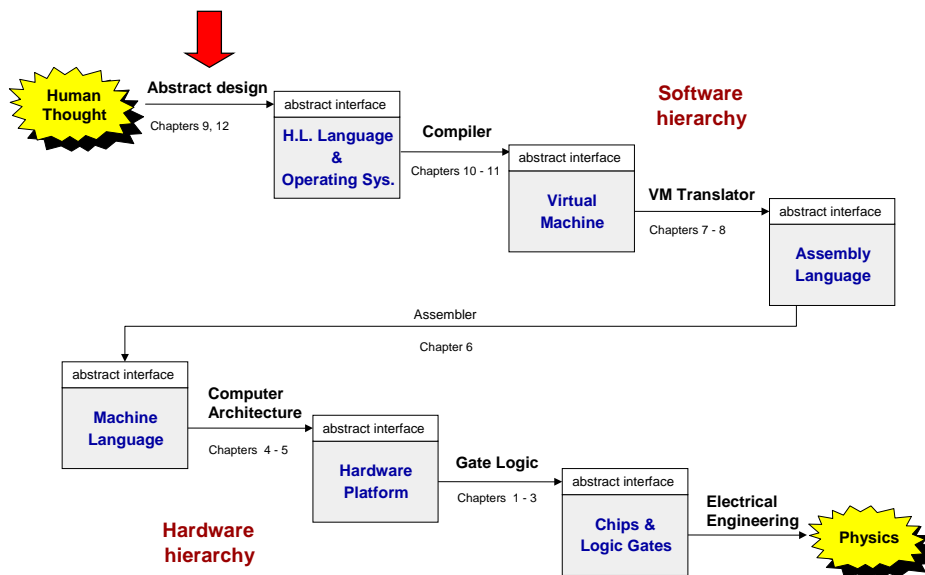 Human
Thought
Abstract design
Chapters 9, 12
abstract interface
H.L. Language
&
Operating Sys.
Compiler
Chapters 10 - 11
Software
hierarchy
abstract interface
Virtual
Machine
VM Translator
Chapters 7 - 8
abstract interface
Assembly
Language
Assembler
Chapter 6
abstract interface
Machine
Language
Computer
Architecture
Chapters 4 - 5
abstract interface
Hardware
Platform
Gate Logic
Chapters 1 - 3
abstract interface
Chips &
Logic Gates
Electrical
Engineering
Physics
Hardware
hierarchy